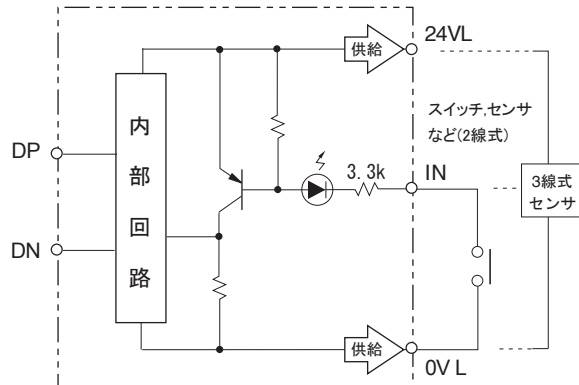 供給
24VL
スイッチ,センサ
など(2線式)
内部回路
DP
3.3k
IN
3線式
センサ
DN
供給
0V L